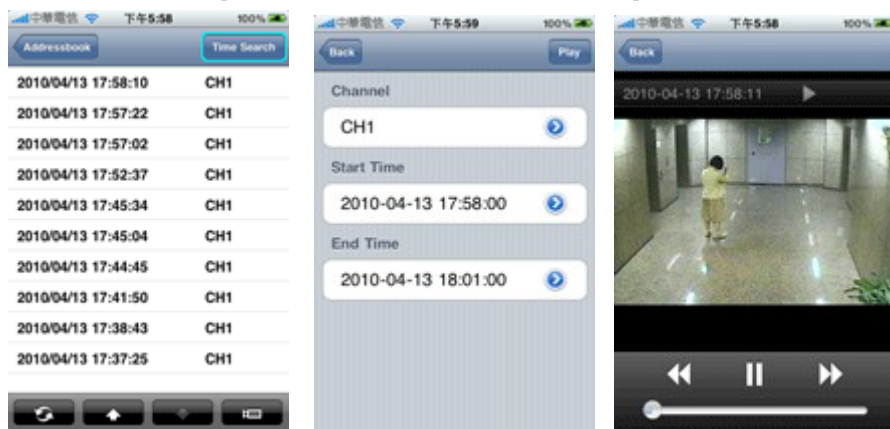 中華電信 下午5:58 100%
Addressbook Time Search
2010/04/13 17:58:10 CH1
2010/04/13 17:57:22 CH1
2010/04/13 17:57:02 CH1
2010/04/13 17:52:37 CH1
2010/04/13 17:45:34 CH1
2010/04/13 17:45:04 CH1
2010/04/13 17:44:45 CH1
2010/04/13 17:41:50 CH1
2010/04/13 17:38:43 CH1
2010/04/13 17:37:25 CH1
中華電信 下午5:59 100%
Back Play
Channel
CH1
Start Time
2010-04-13 17:58:00
End Time
2010-04-13 18:01:00
中華電信 下午5:58 100%
Back
2010-04-13 17:58:11